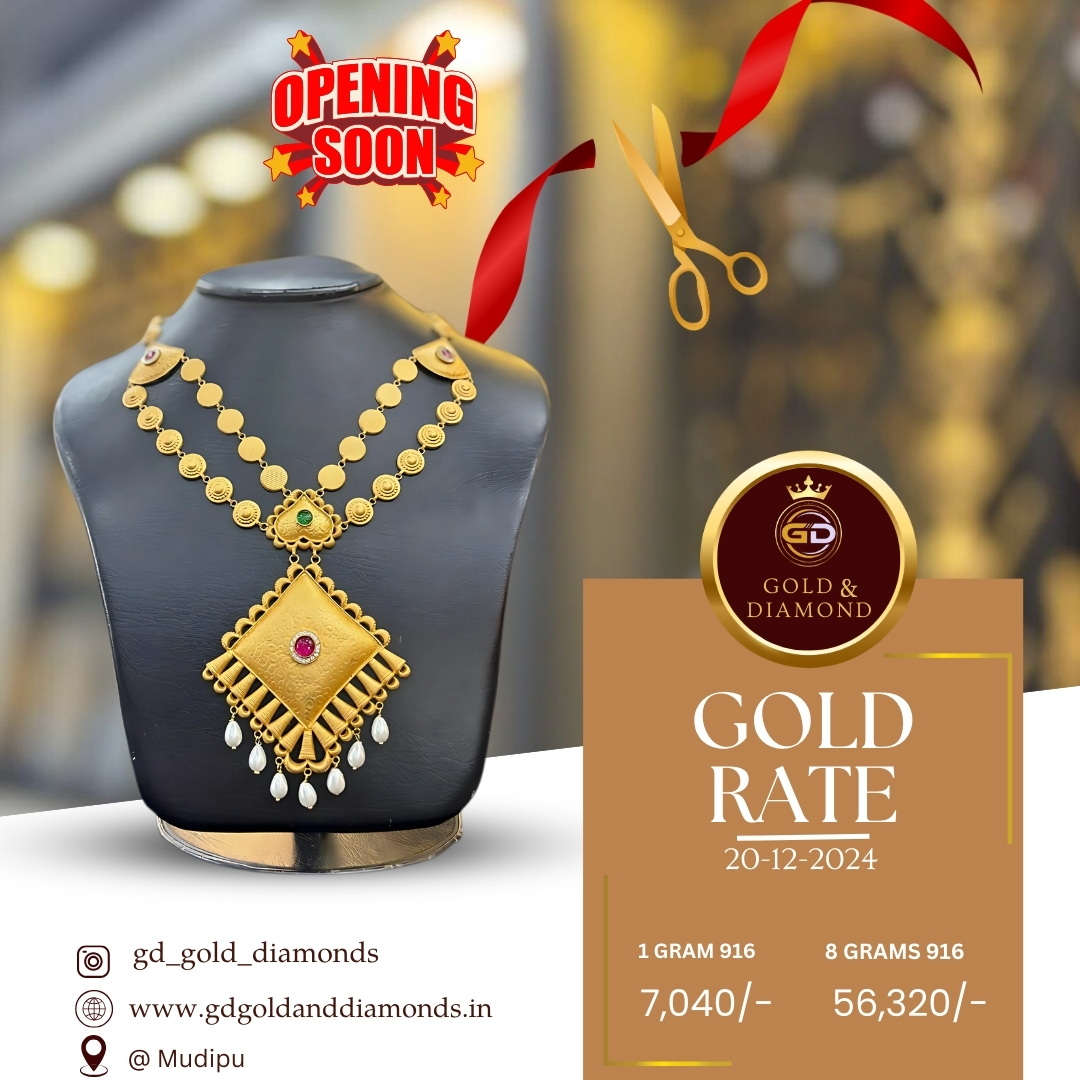 OPENING
SOON
GD
GOLD &
DIAMOND
GOLD
RATE
20-12-2024
1 GRAM 916
8 GRAMS 916
7,040/-
56,320/-
gd_gold_diamonds
www.gdgoldanddiamonds.in
@ Mudipu